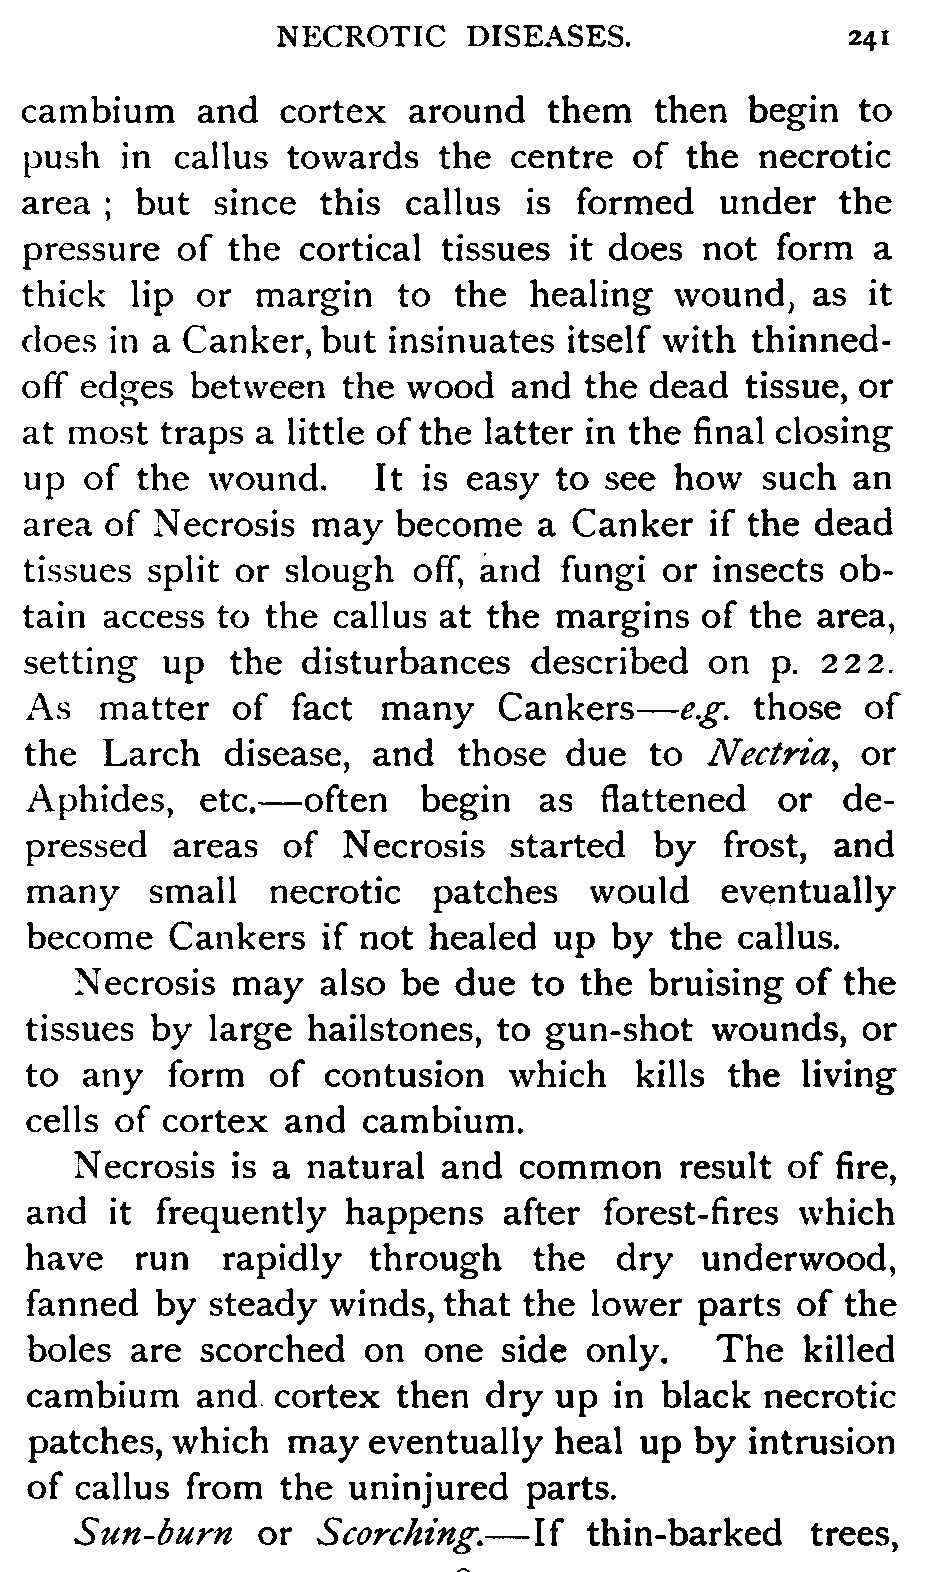 NECROTIC DISEASES. 241
cambium and cortex around them then begin to
push in callus towards the centre of the necrotic
area ; but since this callus is formed under the
pressure of the cortical tissues it does not form a
thick lip or margin to the healing wound, as it
does in a Canker, but insinuates itself with thinned-
off edges between the wood and the dead tissue, or
at most traps a little of the latter in the final closing
up of the wound. It is easy to see how such an
area of Necrosis may become a Canker if the dead
tissues split or slough off, and fungi or insects ob-
tain access to the callus at the margins of the area,
setting up the disturbances described on p. 222.
As matter of fact many Cankers—e.g. those of
the Larch disease, and those due to Nectria, or
Aphides, etc.—often begin as flattened or de-
pressed areas of Necrosis started by frost, and
many small necrotic patches would eventually
become Cankers if not healed up by the callus.
Necrosis may also be due to the bruising of the
tissues by large hailstones, to gun-shot wounds, or
to any form of contusion which kills the living
cells of cortex and cambium.
Necrosis is a natural and common result of fire,
and it frequently happens after forest-fires which
have run rapidly through the dry underwood,
fanned by steady winds, that the lower parts of the
boles are scorched on one side only. The killed
cambium and cortex then dry up in black necrotic
patches, which may eventually heal up by intrusion
of callus from the uninjured parts.
Sun-burn or Scorching.—If thin-barked trees,